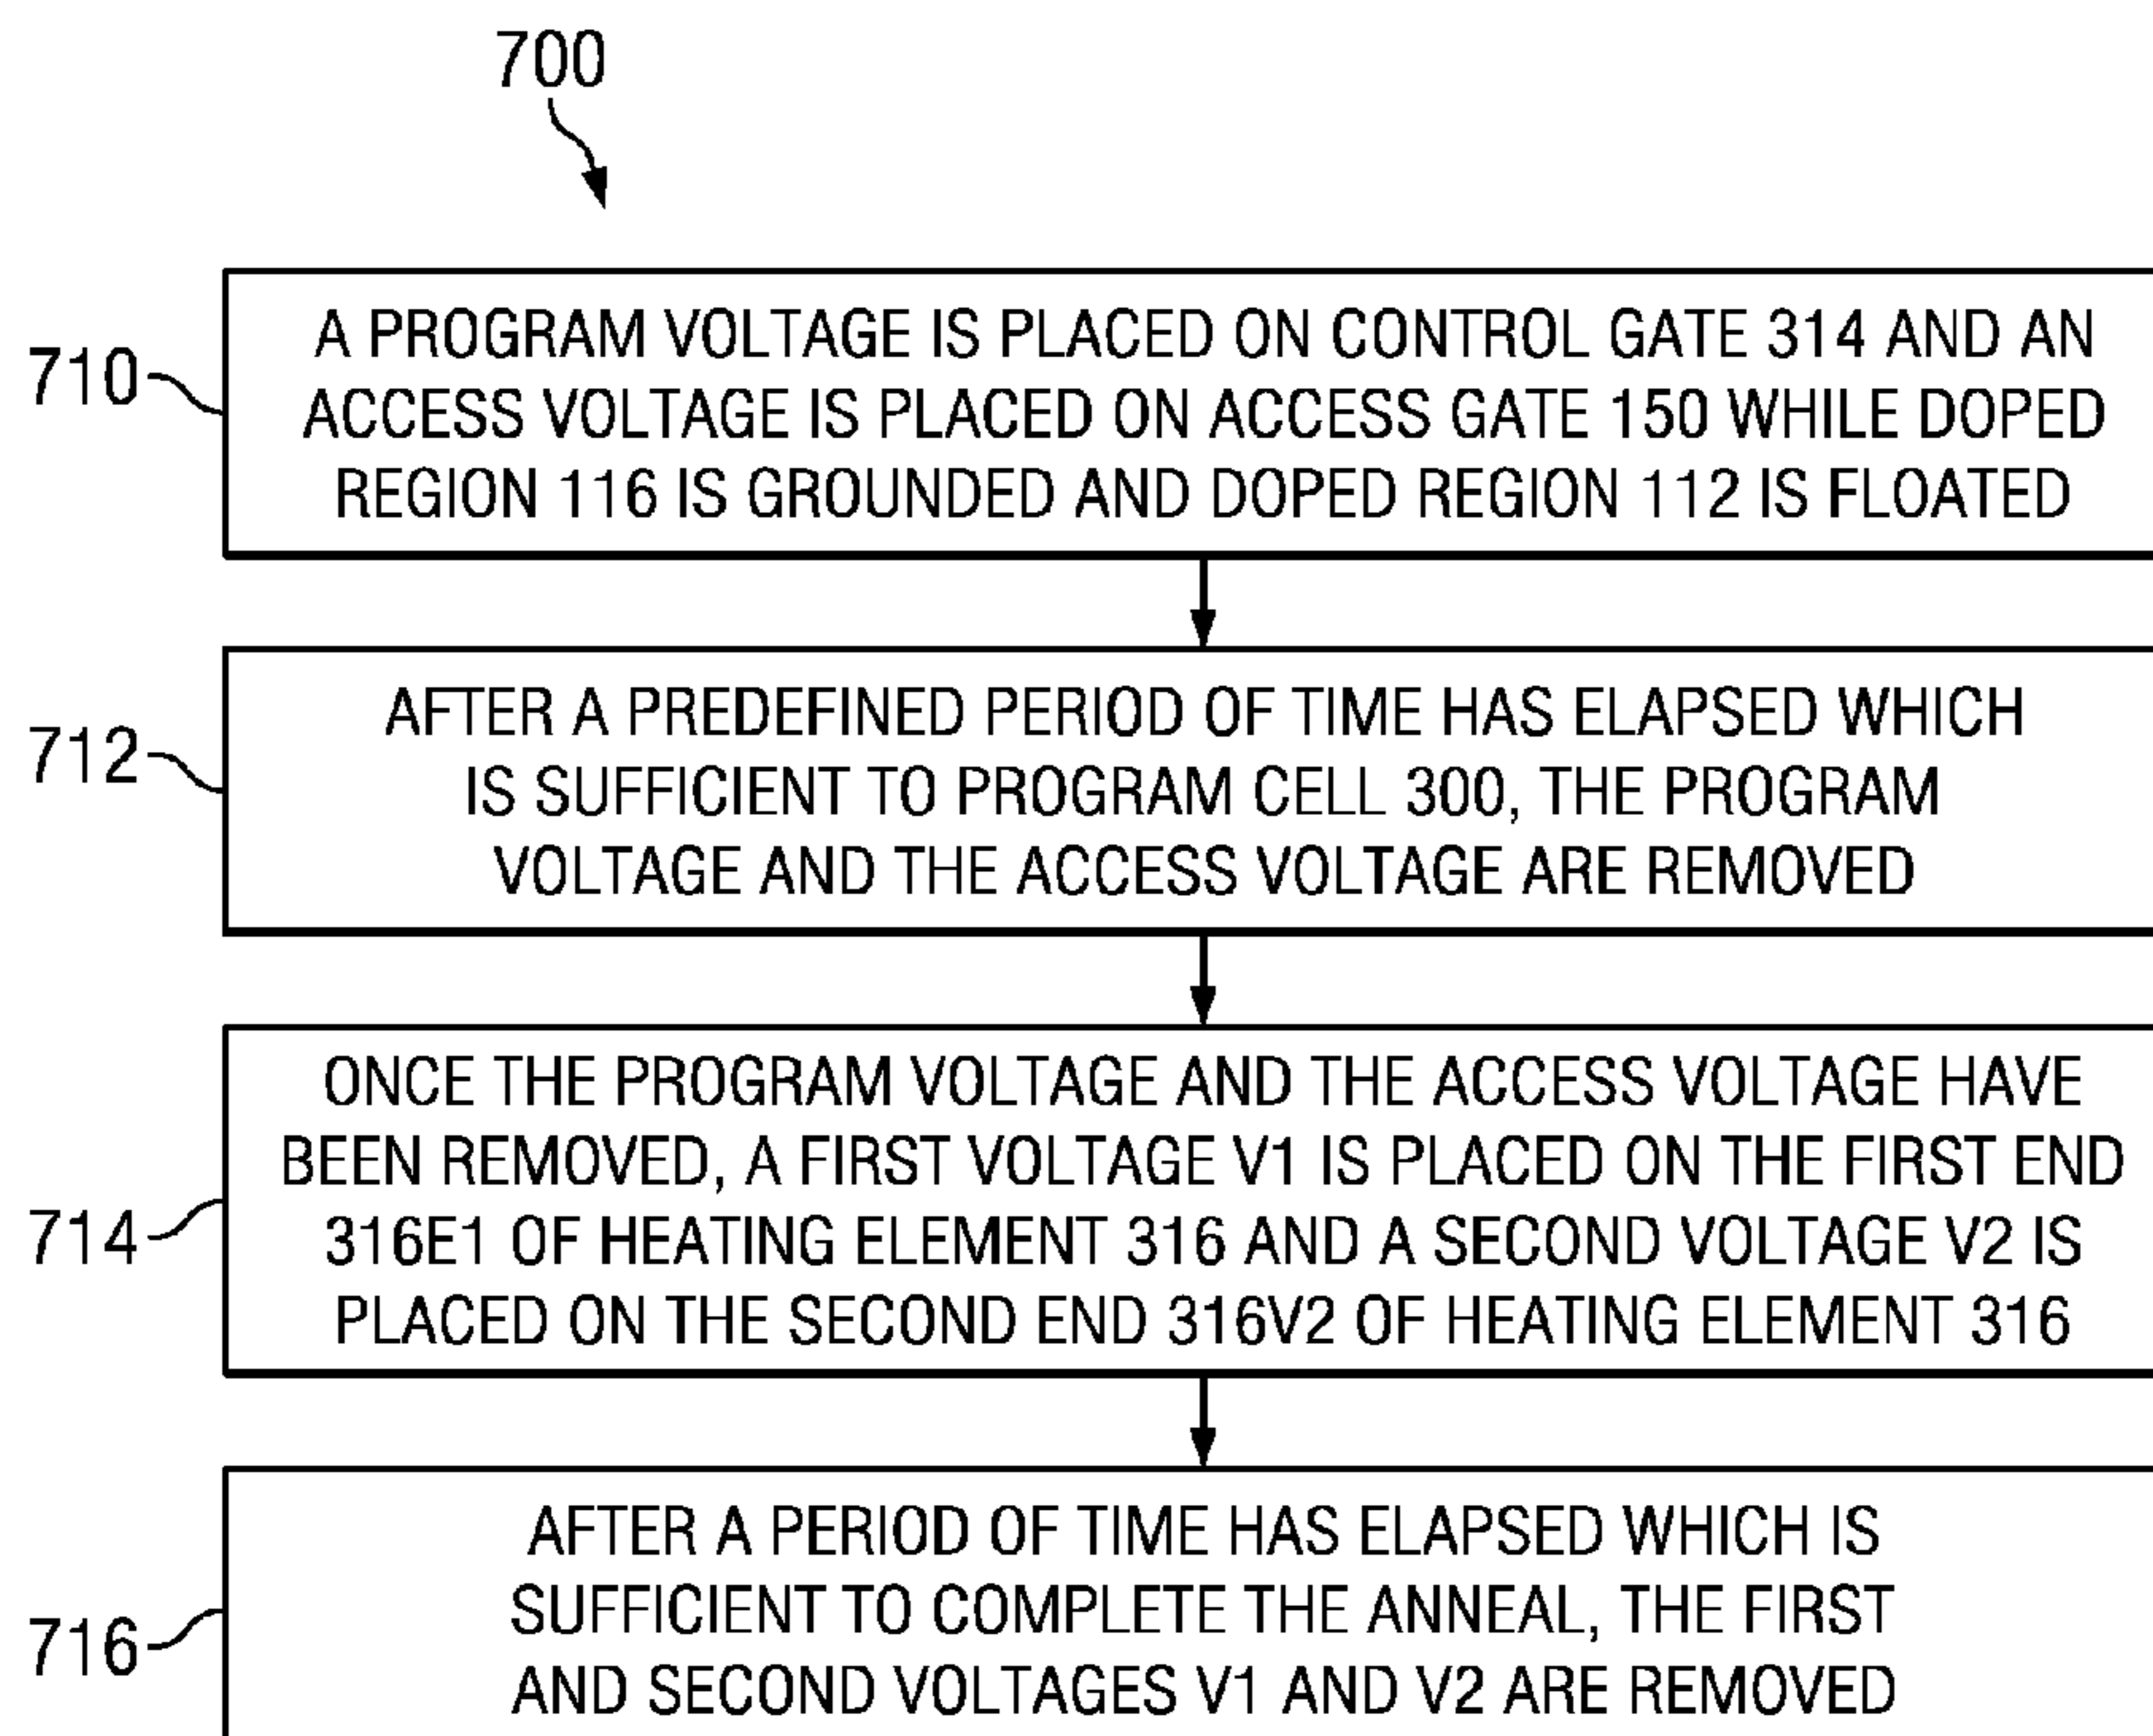 700
710
A PROGRAM VOLTAGE IS PLACED ON CONTROL GATE 314 AND AN
ACCESS VOLTAGE IS PLACED ON ACCESS GATE 150 WHILE DOPED
REGION 116 IS GROUNDED AND DOPED REGION 112 IS FLOATED
712
AFTER A PREDEFINED PERIOD OF TIME HAS ELAPSED WHICH
IS SUFFICIENT TO PROGRAM CELL 300, THE PROGRAM
VOLTAGE AND THE ACCESS VOLTAGE ARE REMOVED
714
ONCE THE PROGRAM VOLTAGE AND THE ACCESS VOLTAGE HAVE
BEEN REMOVED, A FIRST VOLTAGE V1 IS PLACED ON THE FIRST END
316E1 OF HEATING ELEMENT 316 AND A SECOND VOLTAGE V2 IS
PLACED ON THE SECOND END 316V2 OF HEATING ELEMENT 316
716
AFTER A PERIOD OF TIME HAS ELAPSED WHICH IS
SUFFICIENT TO COMPLETE THE ANNEAL, THE FIRST
AND SECOND VOLTAGES V1 AND V2 ARE REMOVED